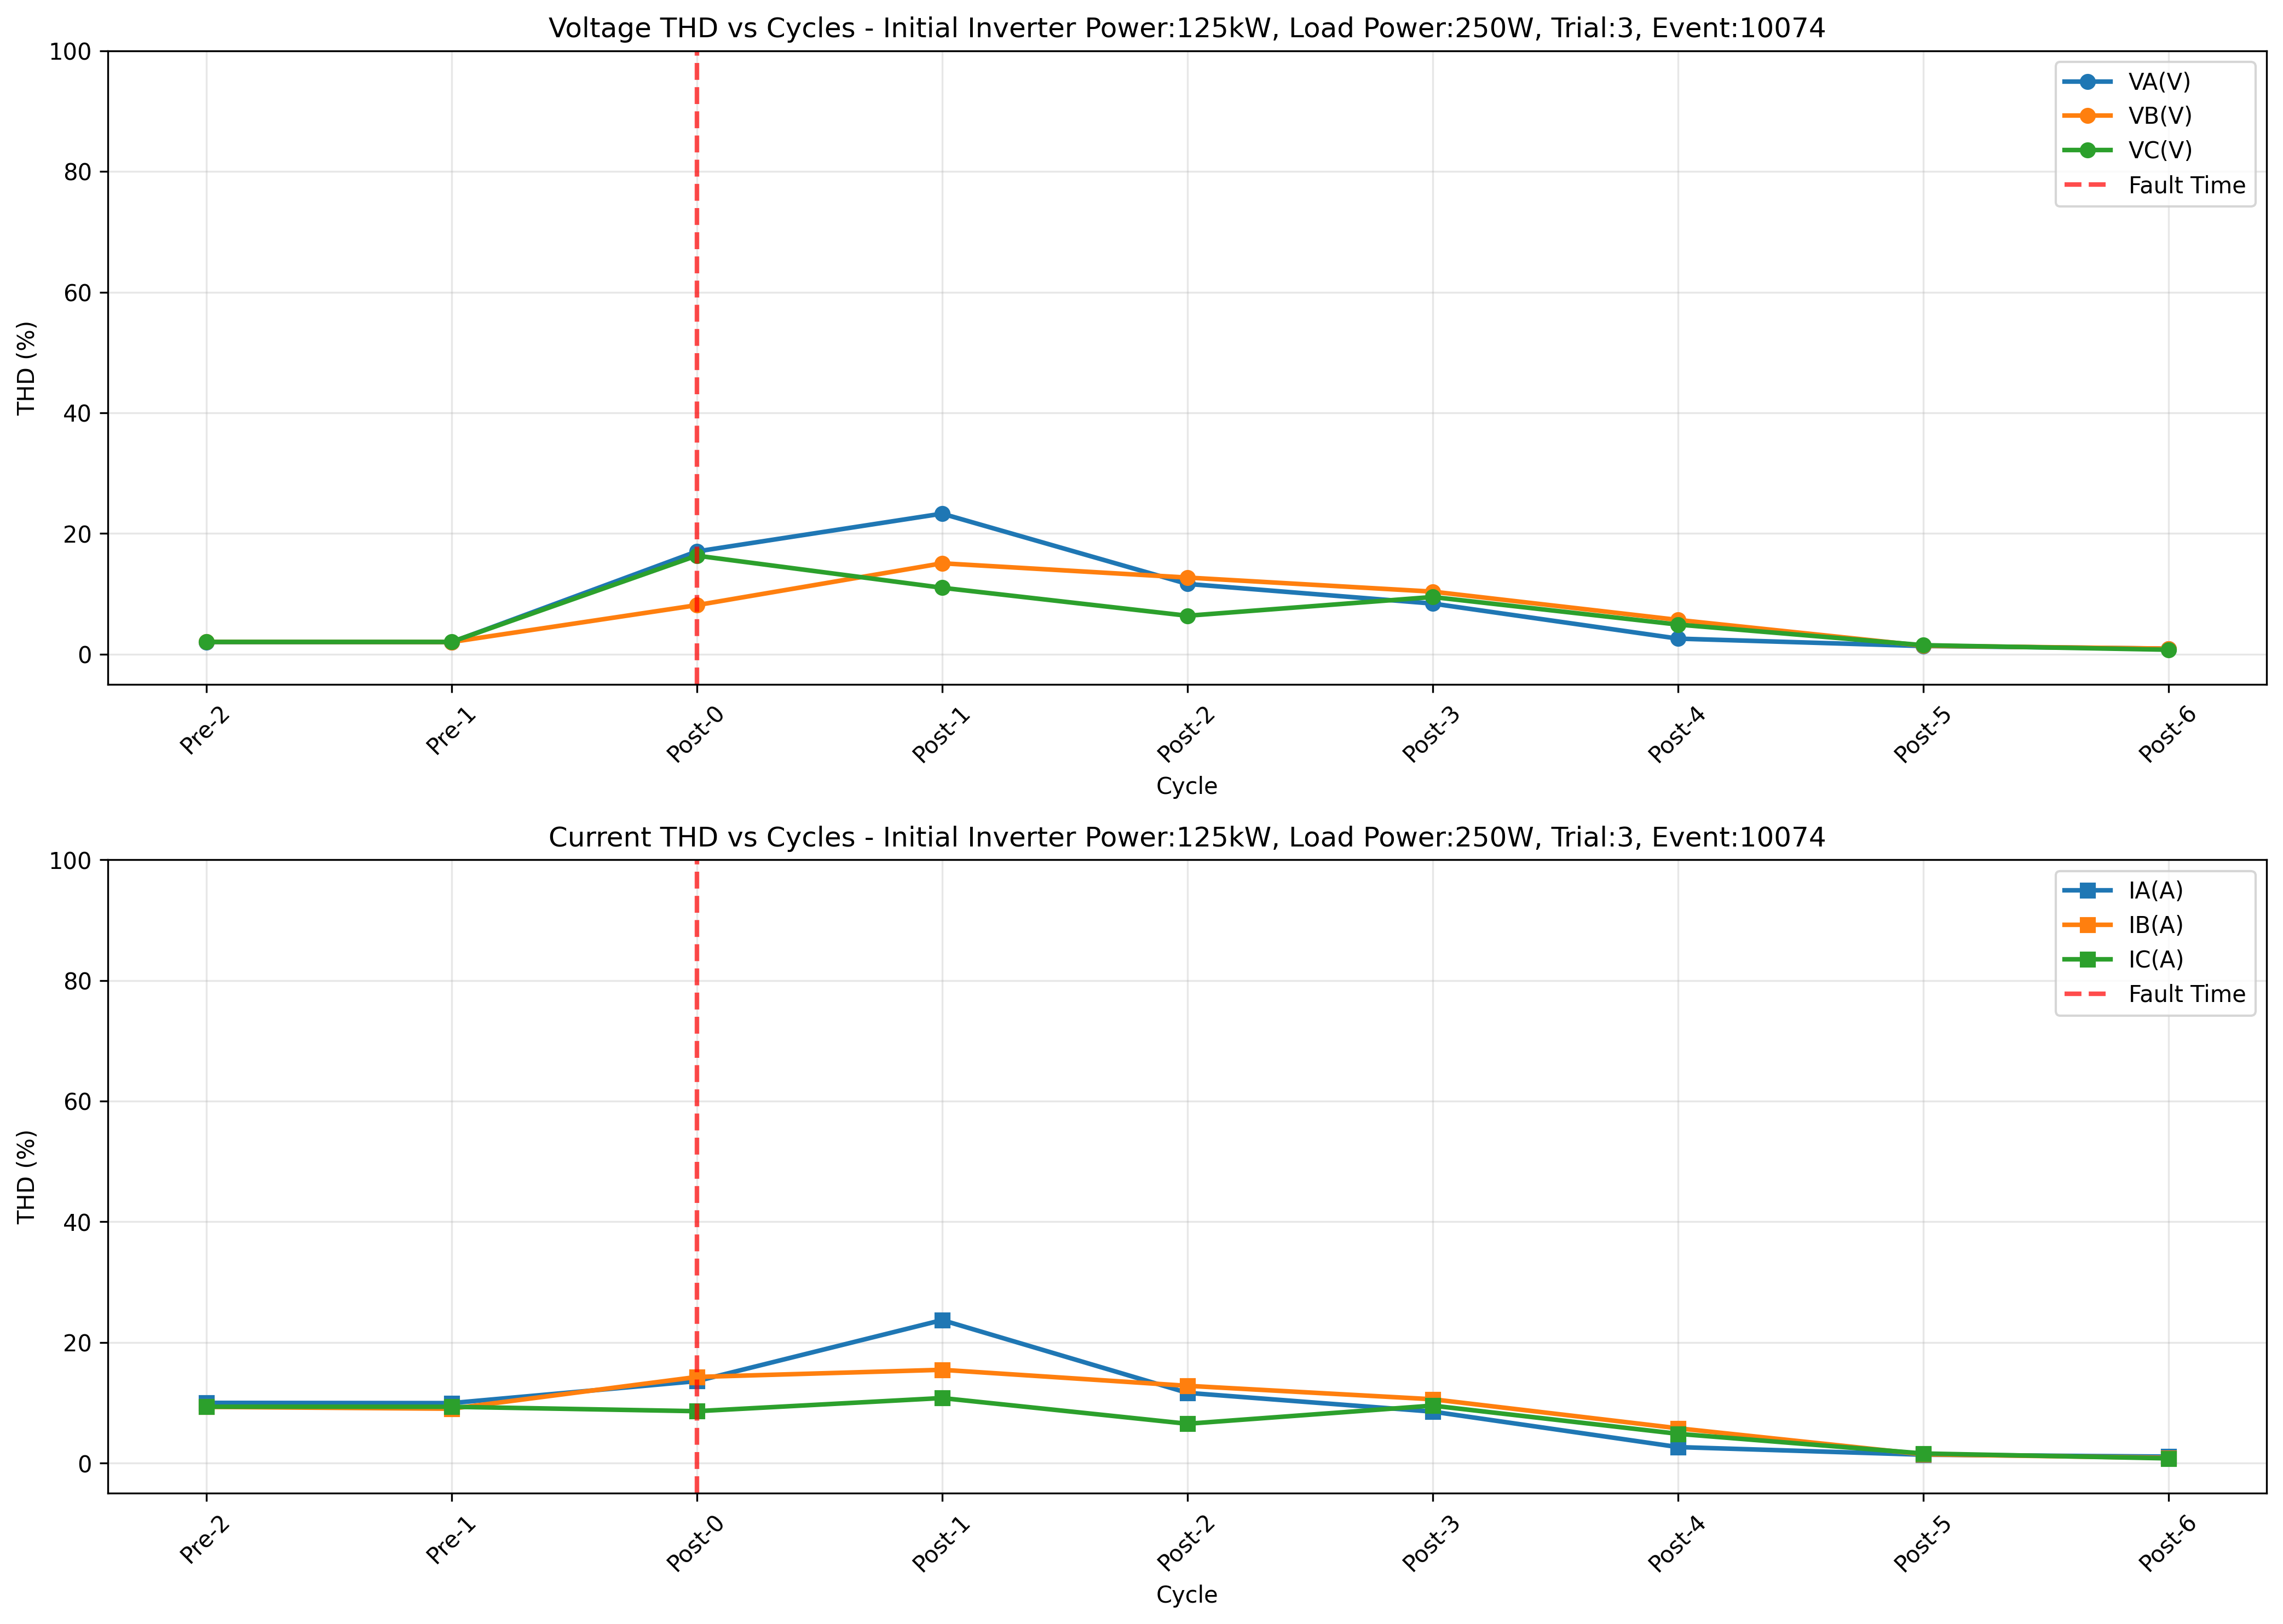 Voltage THD vs Cycles - Initial Inverter Power:125kW, Load Power:250W, Trial:3, Event:10074
100
80
60
40
20
0
THD (%)
VA(V)
VB(V)
VC(V)
Fault Time
Pre-2
Pre-1
Post-0
Post-1
Post-2
Post-3
Post-4
Post-5
Post-6
Cycle
Current THD vs Cycles - Initial Inverter Power:125kW, Load Power:250W, Trial:3, Event:10074
100
80
60
40
20
0
THD (%)
IA(A)
IB(A)
IC(A)
Fault Time
Pre-2
Pre-1
Post-0
Post-1
Post-2
Post-3
Post-4
Post-5
Post-6
Cycle